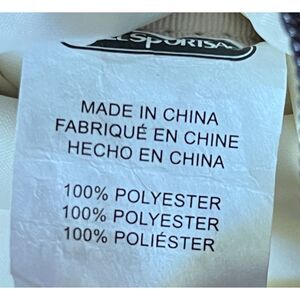 MADE IN CHINA
FABRIQUÉ EN CHINE
HECHO EN CHINA
100% POLYESTER
100% POLYESTER
100% POLIÉSTER